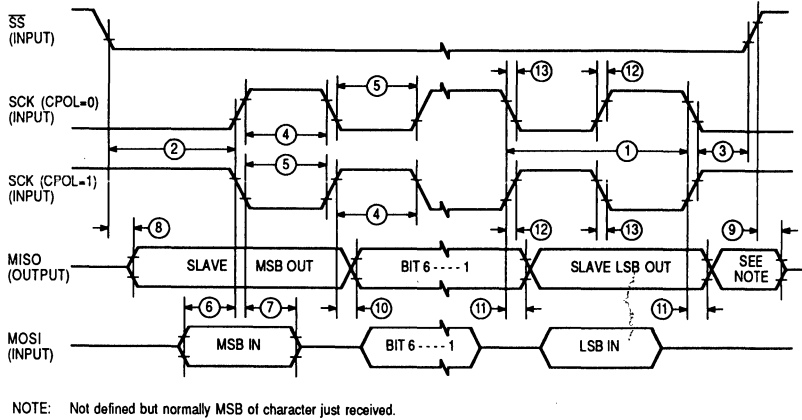 SS
(INPUT)
13
12
5
SCK (CPOL=0)
(INPUT)
4
2
5
1
3
SCK (CPOL=1)
(INPUT)
4
8
12
13
9
MISO
(OUTPUT)
SLAVE MSB OUT
BIT 6 - - - - 1
SLAVE LSB OUT
SEE
NOTE
6
7
10
11
11
MOSI
(INPUT)
MSB IN
BIT 6 - - - - 1
LSB IN
NOTE: Not defined but normally MSB of character just received.